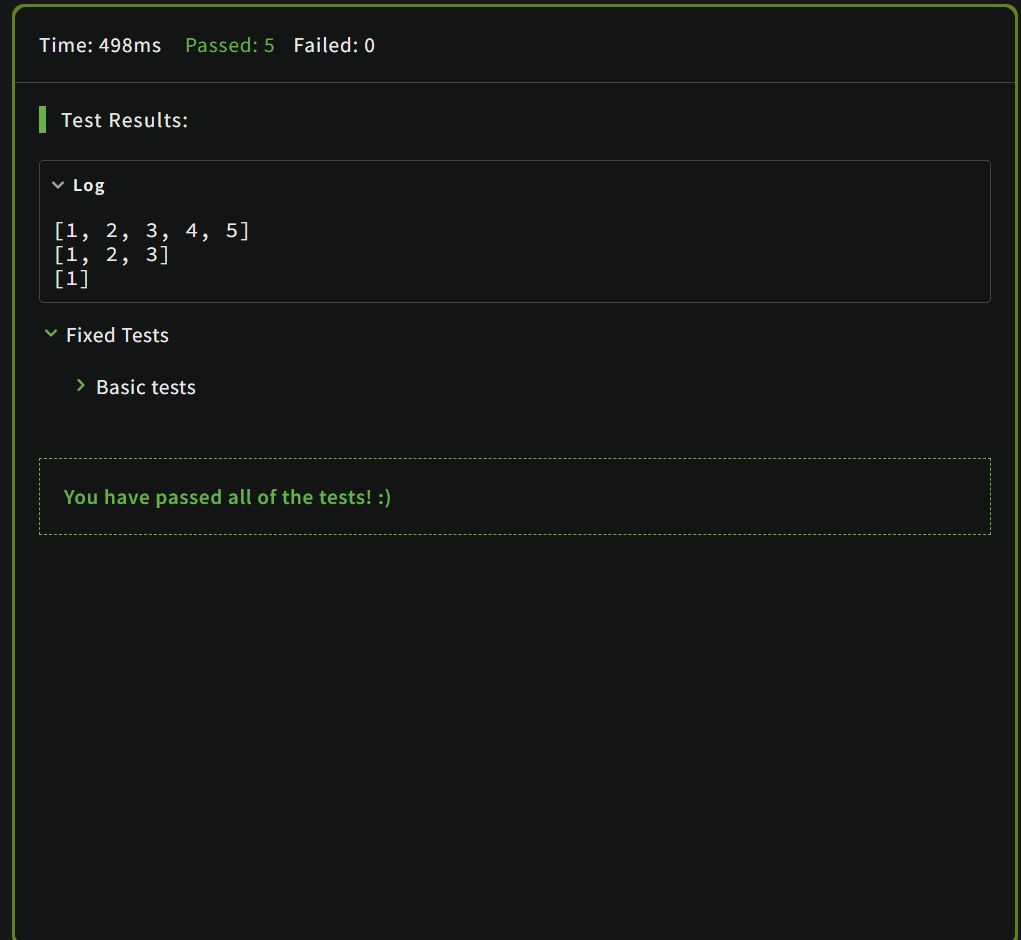 Time: 498ms Passed: 5 Failed: 0
Test Results:
Log
[1, 2, 3, 4, 5]
[1, 2, 3]
[1]
Fixed Tests
Basic tests
You have passed all of the tests! :)